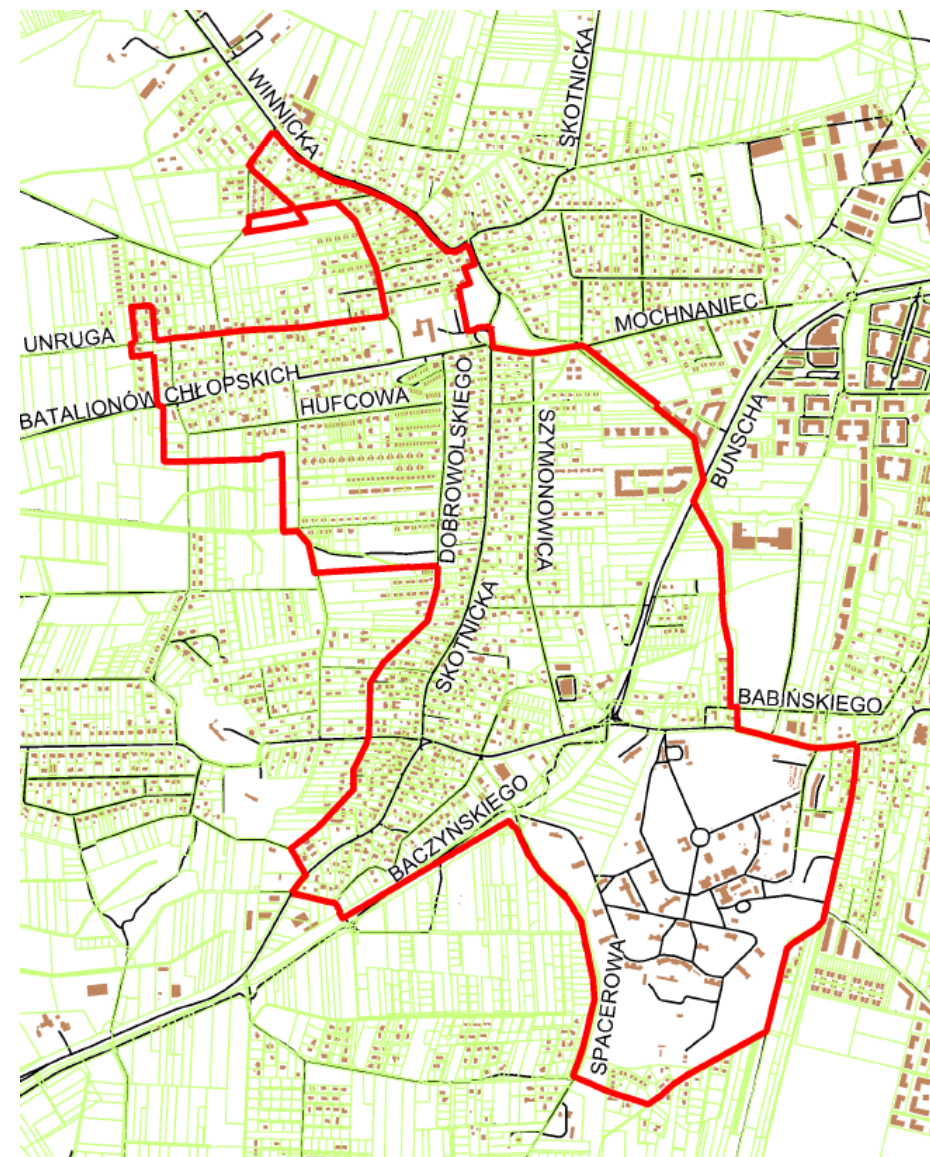 WINNICKA
SKOTNICKA
MOCHNANIEC
UNRUGA
BATALIONÓW CHŁOPSKICH
HUFCOWA
DOBROWOLSKIEGO
SZYMONOWICA
BUNSCHA
SKOTNICKA
BABIŃSKIEGO
BACZYŃSKIEGO
SPACEROWA